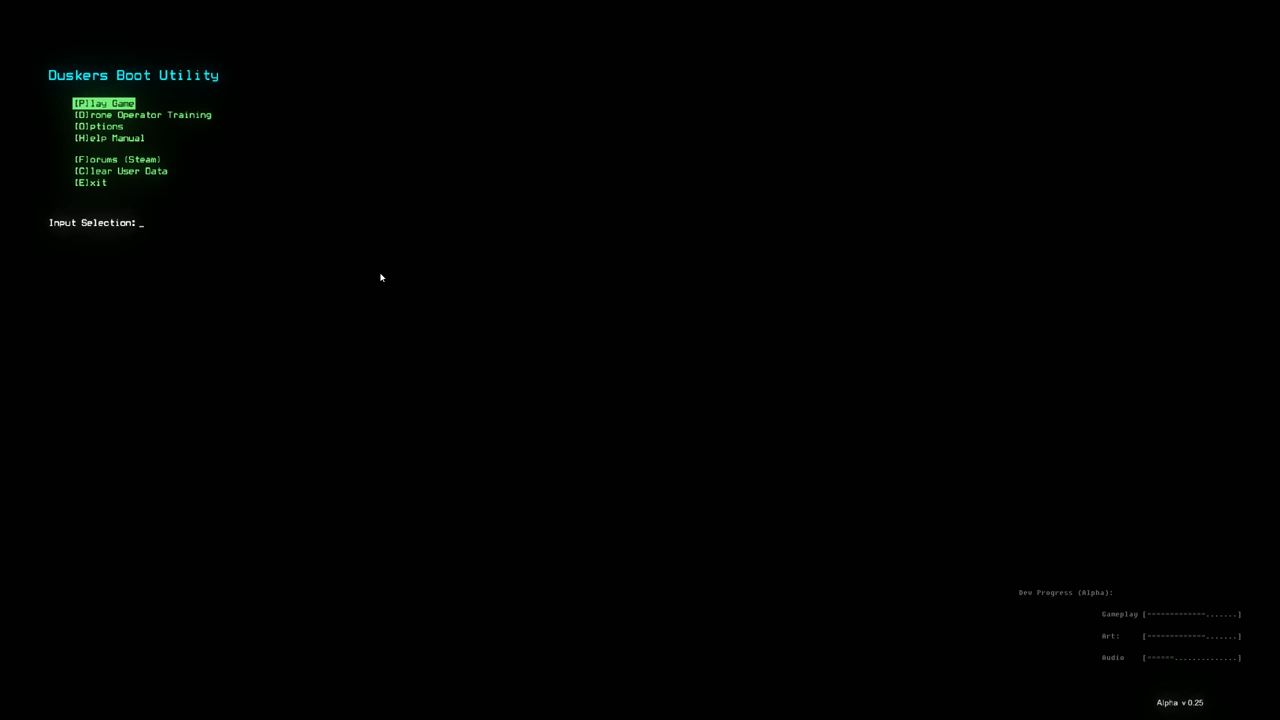 Duskers Boot Utility
[P]lay Game
[D]rone Operator Training
[O]ptions
[H]elp Manual
[F]orums (Steam)
[C]lear User Data
[E]xit
Input Selection: _
Dev Progress (Alpha):
Gameplay [-------------.......]
Art: [-------------.......]
Audio [------..............]
Alpha v.0.25